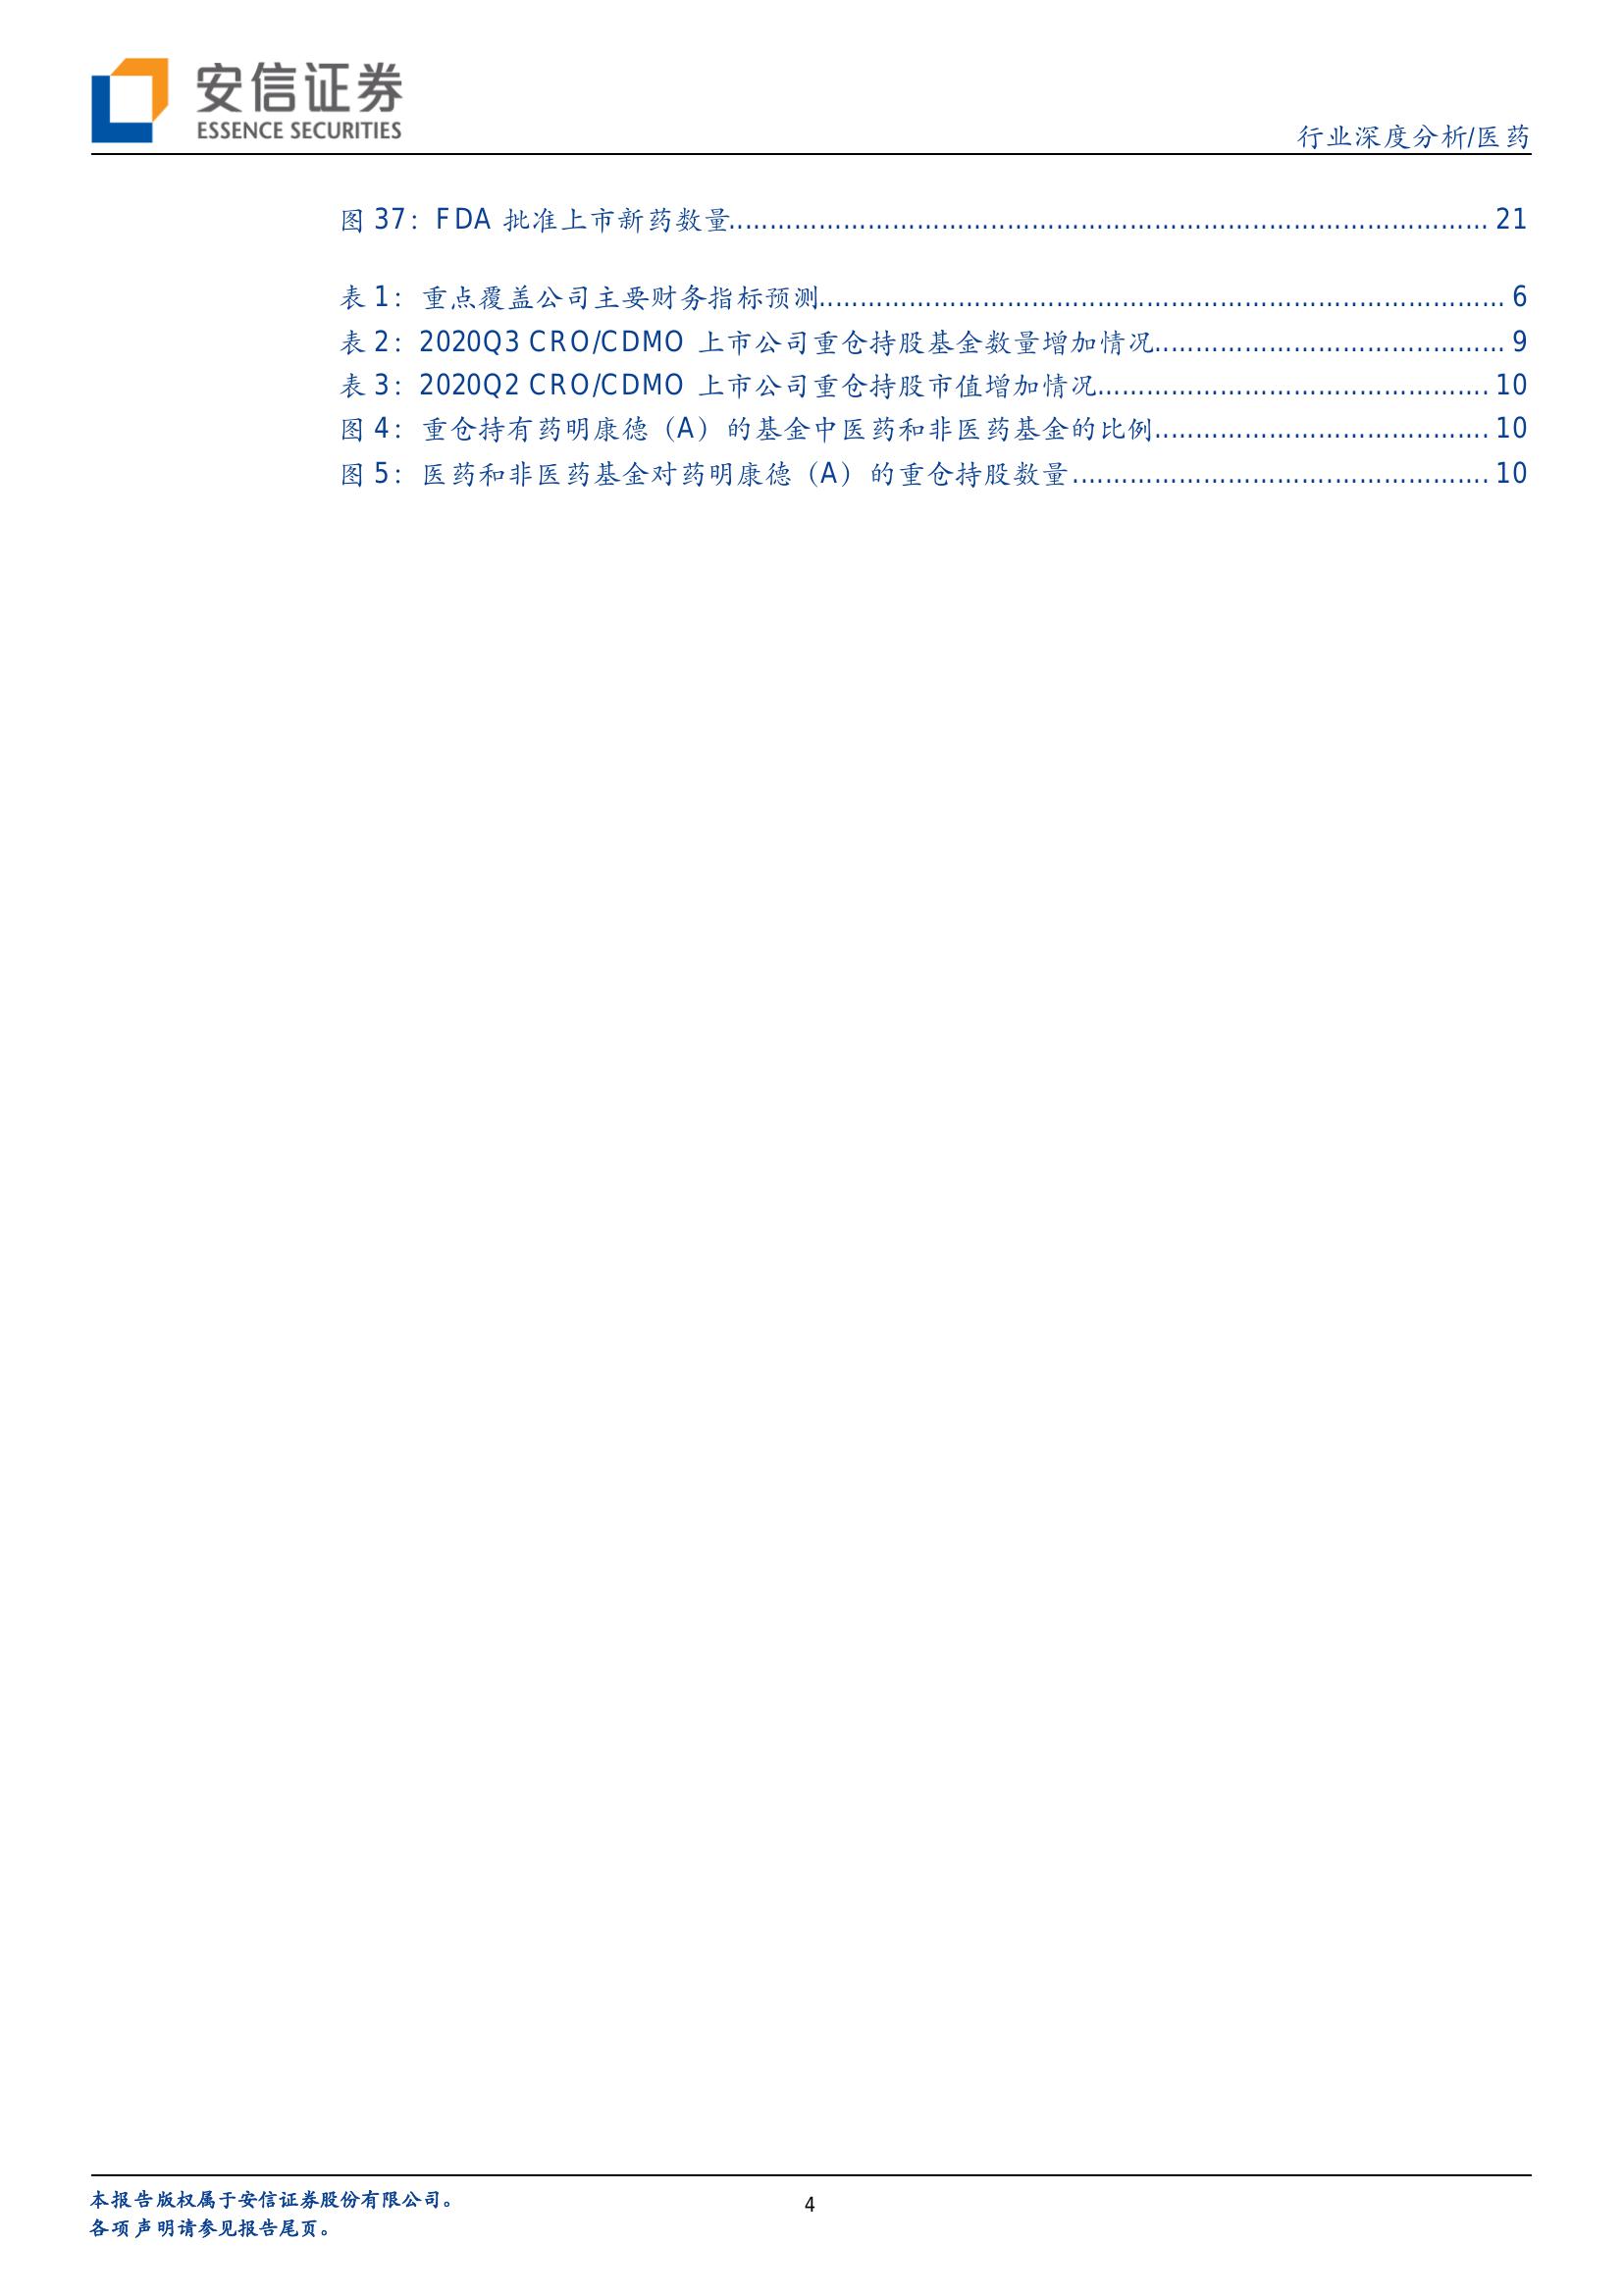 安信证券
ESSENCE SECURITIES
行业深度分析/医药
图 37：FDA 批准上市新药数量........................................ 21
表 1：重点覆盖公司主要财务指标预测........................................ 6
表 2：2020Q3 CRO/CDMO 上市公司重仓持股基金数量增加情况........................................ 9
表 3：2020Q2 CRO/CDMO 上市公司重仓持股市值增加情况........................................ 10
图 4：重仓持有药明康德（A）的基金中医药和非医药基金的比例........................................ 10
图 5：医药和非医药基金对药明康德（A）的重仓持股数量........................................ 10
本报告版权属于安信证券股份有限公司。
4
各项声明请参见报告尾页。